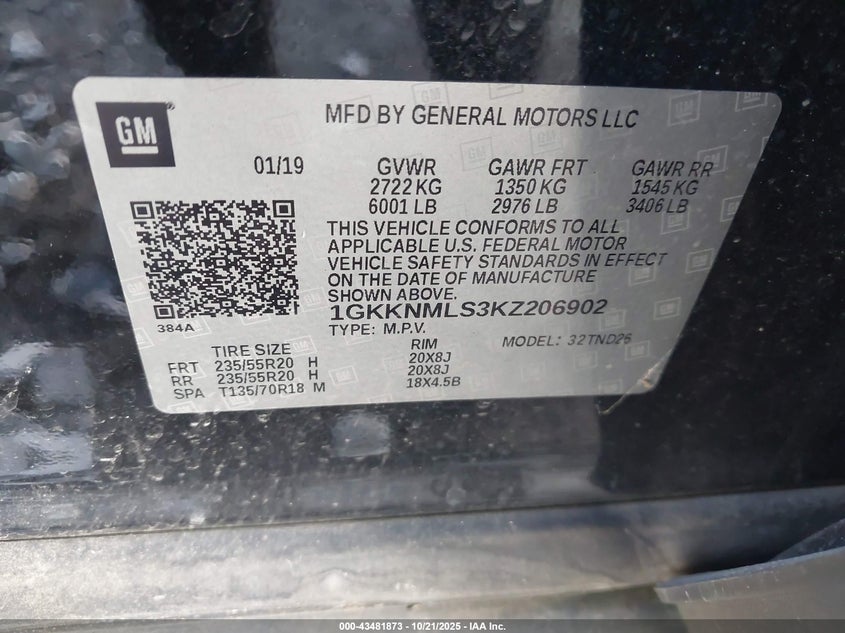 GM
MFD BY GENERAL MOTORS LLC
01/19 GVWR GAWR FRT GAWR RR
2722 KG 1350 KG 1545 KG
6001 LB 2976 LB 3406 LB
THIS VEHICLE CONFORMS TO ALL
APPLICABLE U.S. FEDERAL MOTOR
VEHICLE SAFETY STANDARDS IN EFFECT
ON THE DATE OF MANUFACTURE
SHOWN ABOVE.
1GKKNMLS3KZ206902
384A
TYPE: M.P.V. MODEL: 32TND26
TIRE SIZE RIM
FRT 235/55R20 H 20X8J
RR 235/55R20 H 20X8J
SPA T135/70R18 M 18X4.5B
000-43481873 - 10/21/2025 - IAA Inc.